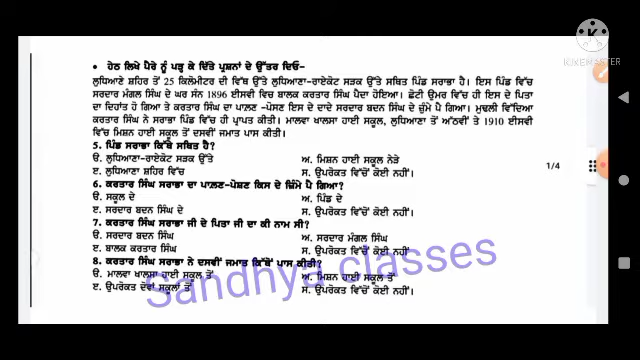 • ਹੇਠ ਲਿਖੇ ਪੈਰੇ ਨੂੰ ਪੜ੍ਹ ਕੇ ਦਿੱਤੇ ਪ੍ਰਸ਼ਨਾਂ ਦੇ ਉੱਤਰ ਦਿਓ-
ਲੁਧਿਆਣੇ ਸ਼ਹਿਰ ਤੋਂ 25 ਕਿਲੋਮੀਟਰ ਦੀ ਵਿੱਥ ਉੱਤੇ ਲੁਧਿਆਣਾ-ਰਾਏਕੋਟ ਸੜਕ ਉੱਤੇ ਸਥਿਤ ਪਿੰਡ ਸਰਾਭਾ ਹੈ। ਇਸ ਪਿੰਡ ਵਿੱਚ
ਸਰਦਾਰ ਮੰਗਲ ਸਿੰਘ ਦੇ ਘਰ ਸੰਨ 1896 ਈਸਵੀ ਵਿਚ ਬਾਲਕ ਕਰਤਾਰ ਸਿੰਘ ਪੈਦਾ ਹੋਇਆ। ਛੋਟੀ ਉਮਰ ਵਿੱਚ ਹੀ ਇਸ ਦੇ ਪਿਤਾ
ਦਾ ਦਿਹਾਂਤ ਹੋ ਗਿਆ ਤੇ ਕਰਤਾਰ ਸਿੰਘ ਦਾ ਪਾਲਣ-ਪੋਸ਼ਣ ਇਸ ਦੇ ਦਾਦੇ ਸਰਦਾਰ ਬਦਨ ਸਿੰਘ ਦੇ ਜ਼ੁੰਮੇ ਪੈ ਗਿਆ। ਮੁਢਲੀ ਵਿੱਦਿਆ
ਕਰਤਾਰ ਸਿੰਘ ਨੇ ਸਰਾਭਾ ਪਿੰਡ ਵਿੱਚ ਹੀ ਪ੍ਰਾਪਤ ਕੀਤੀ। ਮਾਲਵਾ ਖਾਲਸਾ ਹਾਈ ਸਕੂਲ, ਲੁਧਿਆਣਾ ਤੋਂ ਅੱਠਵੀਂ ਤੇ 1910 ਈਸਵੀ
ਵਿੱਚ ਮਿਸ਼ਨ ਹਾਈ ਸਕੂਲ ਤੋਂ ਦਸਵੀਂ ਜਮਾਤ ਪਾਸ ਕੀਤੀ।
5. ਪਿੰਡ ਸਰਾਭਾ ਕਿੱਥੇ ਸਥਿਤ ਹੈ?
ੳ. ਲੁਧਿਆਣਾ-ਰਾਏਕੋਟ ਸੜਕ ਉੱਤੇ ਅ. ਮਿਸ਼ਨ ਹਾਈ ਸਕੂਲ ਨੇੜੇ
ੲ. ਲੁਧਿਆਣਾ ਸ਼ਹਿਰ ਵਿੱਚ ਸ. ਉਪਰੋਕਤ ਵਿੱਚੋਂ ਕੋਈ ਨਹੀਂ।
6. ਕਰਤਾਰ ਸਿੰਘ ਸਰਾਭਾ ਦਾ ਪਾਲਣ-ਪੋਸ਼ਣ ਕਿਸ ਦੇ ਜ਼ਿੰਮੇ ਪੈ ਗਿਆ?
ੳ. ਸਕੂਲ ਦੇ ਅ. ਪਿੰਡ ਦੇ
ੲ. ਸਰਦਾਰ ਬਦਨ ਸਿੰਘ ਦੇ ਸ. ਉਪਰੋਕਤ ਵਿੱਚੋਂ ਕੋਈ ਨਹੀਂ।
7. ਕਰਤਾਰ ਸਿੰਘ ਸਰਾਭਾ ਜੀ ਦੇ ਪਿਤਾ ਜੀ ਦਾ ਕੀ ਨਾਮ ਸੀ?
ੳ. ਸਰਦਾਰ ਬਦਨ ਸਿੰਘ ਅ. ਸਰਦਾਰ ਮੰਗਲ ਸਿੰਘ
ੲ. ਬਾਲਕ ਕਰਤਾਰ ਸਿੰਘ ਸ. ਉਪਰੋਕਤ ਵਿੱਚੋਂ ਕੋਈ ਨਹੀਂ।
8. ਕਰਤਾਰ ਸਿੰਘ ਸਰਾਭਾ ਨੇ ਦਸਵੀਂ ਜਮਾਤ ਕਿੱਥੋਂ ਪਾਸ ਕੀਤੀ?
ੳ. ਮਾਲਵਾ ਖਾਲਸਾ ਹਾਈ ਸਕੂਲ ਤੋਂ ਅ. ਮਿਸ਼ਨ ਹਾਈ ਸਕੂਲ ਤੋਂ
ੲ. ਉਪਰੋਕਤ ਦੋਵਾਂ ਸਕੂਲਾਂ ਤੋਂ ਸ. ਉਪਰੋਕਤ ਵਿੱਚੋਂ ਕੋਈ ਨਹੀਂ।
Sandhya classes
1/4
KINEMASTER